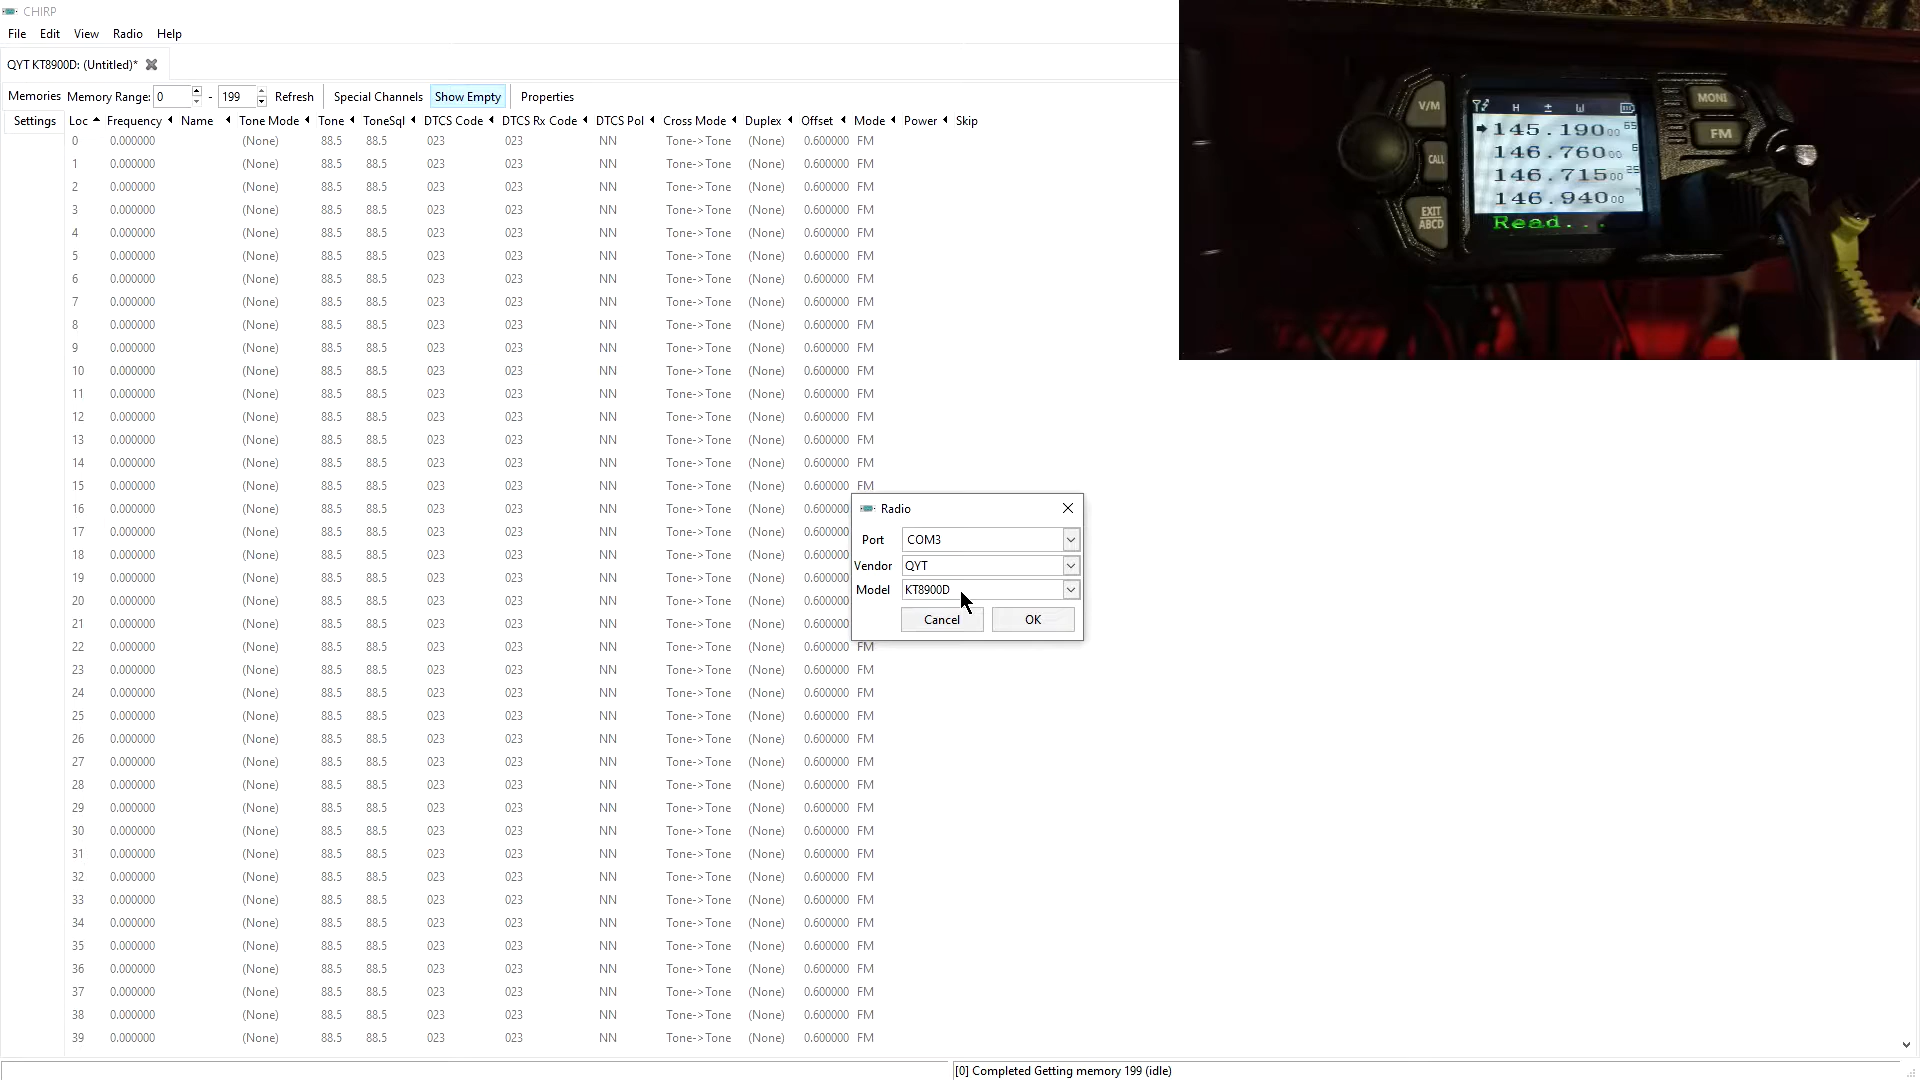 CHIRP
File Edit View Radio Help
QYT KT8900D: (Untitled)*
Memories Memory Range: 0 - 199 Refresh Special Channels Show Empty Properties
Settings Loc Frequency Name Tone Mode Tone ToneSql DTCS Code DTCS Rx Code DTCS Pol Cross Mode Duplex Offset Mode Power Skip
0 0.000000 (None) 88.5 88.5 023 023 NN Tone->Tone (None) 0.600000 FM
1 0.000000 (None) 88.5 88.5 023 023 NN Tone->Tone (None) 0.600000 FM
2 0.000000 (None) 88.5 88.5 023 023 NN Tone->Tone (None) 0.600000 FM
3 0.000000 (None) 88.5 88.5 023 023 NN Tone->Tone (None) 0.600000 FM
4 0.000000 (None) 88.5 88.5 023 023 NN Tone->Tone (None) 0.600000 FM
5 0.000000 (None) 88.5 88.5 023 023 NN Tone->Tone (None) 0.600000 FM
6 0.000000 (None) 88.5 88.5 023 023 NN Tone->Tone (None) 0.600000 FM
7 0.000000 (None) 88.5 88.5 023 023 NN Tone->Tone (None) 0.600000 FM
8 0.000000 (None) 88.5 88.5 023 023 NN Tone->Tone (None) 0.600000 FM
9 0.000000 (None) 88.5 88.5 023 023 NN Tone->Tone (None) 0.600000 FM
10 0.000000 (None) 88.5 88.5 023 023 NN Tone->Tone (None) 0.600000 FM
11 0.000000 (None) 88.5 88.5 023 023 NN Tone->Tone (None) 0.600000 FM
12 0.000000 (None) 88.5 88.5 023 023 NN Tone->Tone (None) 0.600000 FM
13 0.000000 (None) 88.5 88.5 023 023 NN Tone->Tone (None) 0.600000 FM
14 0.000000 (None) 88.5 88.5 023 023 NN Tone->Tone (None) 0.600000 FM
15 0.000000 (None) 88.5 88.5 023 023 NN Tone->Tone (None) 0.600000 FM
16 0.000000 (None) 88.5 88.5 023 023 NN Tone->Tone (None) 0.600000
17 0.000000 (None) 88.5 88.5 023 023 NN Tone->Tone (None) 0.600000
18 0.000000 (None) 88.5 88.5 023 023 NN Tone->Tone (None) 0.600000
19 0.000000 (None) 88.5 88.5 023 023 NN Tone->Tone (None) 0.600000
20 0.000000 (None) 88.5 88.5 023 023 NN Tone->Tone (None) 0.600000
21 0.000000 (None) 88.5 88.5 023 023 NN Tone->Tone (None) 0.600000
22 0.000000 (None) 88.5 88.5 023 023 NN Tone->Tone (None) 0.600000 FM
23 0.000000 (None) 88.5 88.5 023 023 NN Tone->Tone (None) 0.600000 FM
24 0.000000 (None) 88.5 88.5 023 023 NN Tone->Tone (None) 0.600000 FM
25 0.000000 (None) 88.5 88.5 023 023 NN Tone->Tone (None) 0.600000 FM
26 0.000000 (None) 88.5 88.5 023 023 NN Tone->Tone (None) 0.600000 FM
27 0.000000 (None) 88.5 88.5 023 023 NN Tone->Tone (None) 0.600000 FM
28 0.000000 (None) 88.5 88.5 023 023 NN Tone->Tone (None) 0.600000 FM
29 0.000000 (None) 88.5 88.5 023 023 NN Tone->Tone (None) 0.600000 FM
30 0.000000 (None) 88.5 88.5 023 023 NN Tone->Tone (None) 0.600000 FM
31 0.000000 (None) 88.5 88.5 023 023 NN Tone->Tone (None) 0.600000 FM
32 0.000000 (None) 88.5 88.5 023 023 NN Tone->Tone (None) 0.600000 FM
33 0.000000 (None) 88.5 88.5 023 023 NN Tone->Tone (None) 0.600000 FM
34 0.000000 (None) 88.5 88.5 023 023 NN Tone->Tone (None) 0.600000 FM
35 0.000000 (None) 88.5 88.5 023 023 NN Tone->Tone (None) 0.600000 FM
36 0.000000 (None) 88.5 88.5 023 023 NN Tone->Tone (None) 0.600000 FM
37 0.000000 (None) 88.5 88.5 023 023 NN Tone->Tone (None) 0.600000 FM
38 0.000000 (None) 88.5 88.5 023 023 NN Tone->Tone (None) 0.600000 FM
39 0.000000 (None) 88.5 88.5 023 023 NN Tone->Tone (None) 0.600000 FM
Radio
Port COM3
Vendor QYT
Model KT8900D
Cancel OK
V/M
CALL
EXIT
ABCD
H ±
145.19000
146.76000
146.71500 25
146.94000
Read...
MONI
FM
[0] Completed Getting memory 199 (idle)